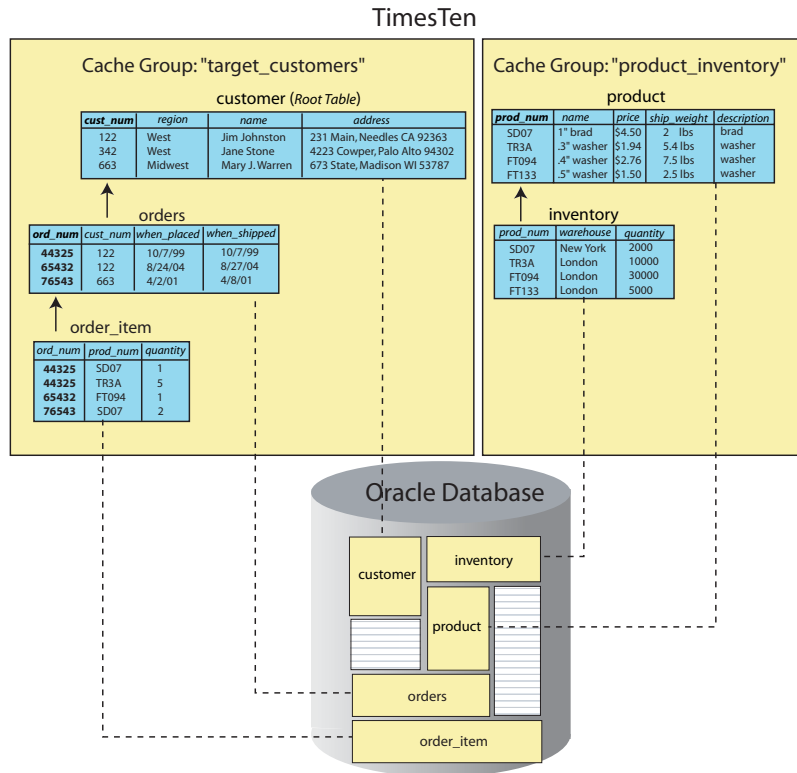 TimesTen
Cache Group: "target_customers"
customer (Root Table)
cust_num region name address
122 West Jim Johnston 231 Main, Needles CA 92363
342 West Jane Stone 4223 Cowper, Palo Alto 94302
663 Midwest Mary J. Warren 673 State, Madison WI 53787
orders
ord_num cust_num when_placed when_shipped
44325 122 10/7/99 10/7/99
65432 122 8/24/04 8/27/04
76543 663 4/2/01 4/8/01
order_item
ord_num prod_num quantity
44325 SD07 1
44325 TR3A 5
65432 FT094 1
76543 SD07 2
Cache Group: "product_inventory"
product
prod_num name price ship_weight description
SD07 1" brad $4.50 2 lbs brad
TR3A .3" washer $1.94 5.4 lbs washer
FT094 .4" washer $2.76 7.5 lbs washer
FT133 .5" washer $1.50 2.5 lbs washer
inventory
prod_num warehouse quantity
SD07 New York 2000
TR3A London 10000
FT094 London 30000
FT133 London 5000
Oracle Database
customer
inventory
product
orders
order_item